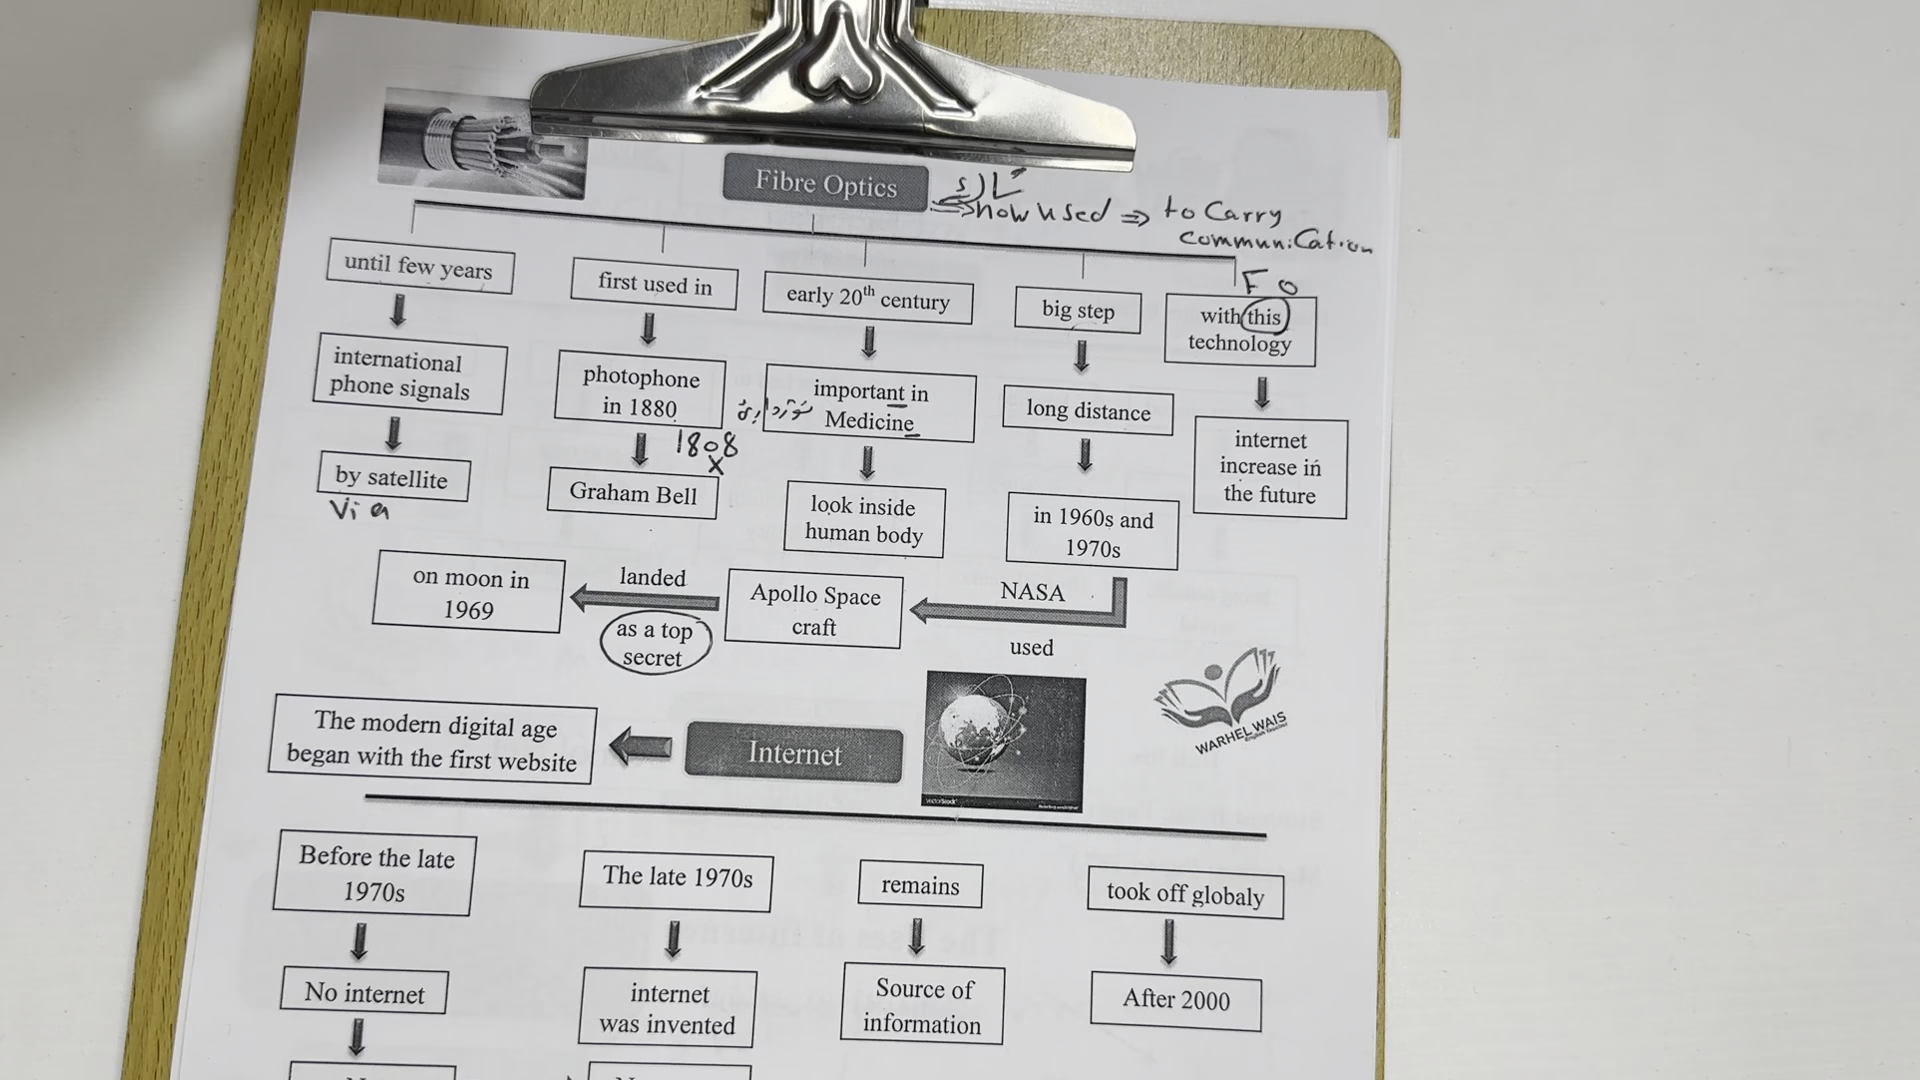 Fibre Optics
how used ⇒ to Carry
communication
until few years
international
phone signals
by satellite
Via
first used in
photophone
in 1880
1808
X
Graham Bell
early 20th century
important in
Medicine
look inside
human body
big step
long distance
in 1960s and
1970s
F o
with this
technology
internet
increase in
the future
NASA
used
Apollo Space
craft
landed
as a top
secret
on moon in
1969
WARHEL WAIS
English Teacher
Internet
The modern digital age
began with the first website
Before the late
1970s
No internet
The late 1970s
internet
was invented
remains
Source of
information
took off globaly
After 2000